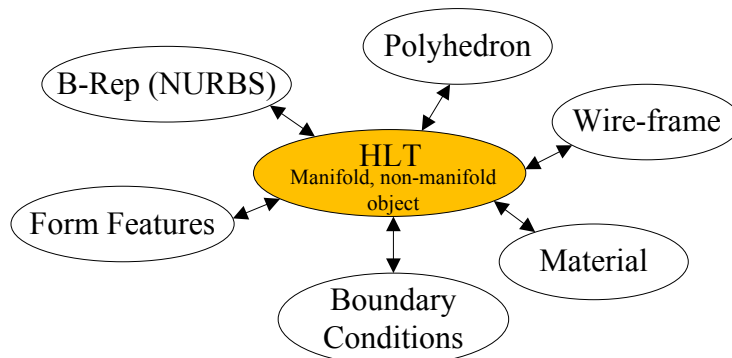 Polyhedron
B-Rep (NURBS)
Wire-frame
HLT
Manifold, non-manifold
object
Form Features
Material
Boundary
Conditions